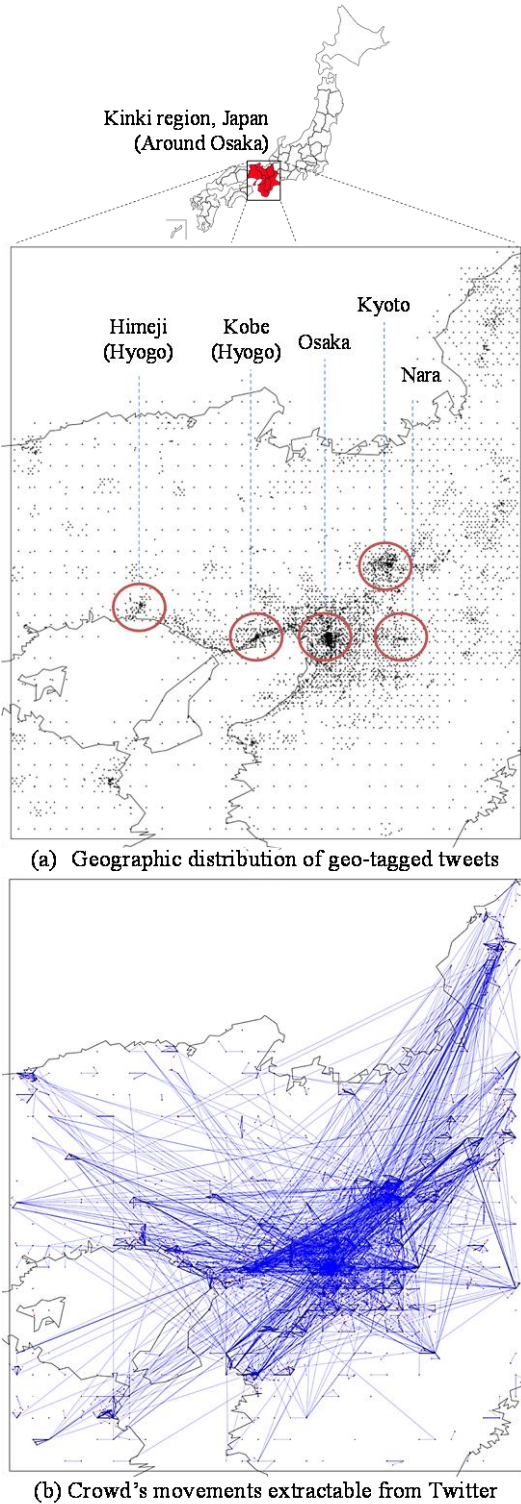 Kinki region, Japan
(Around Osaka)
Kyoto
Himeji
(Hyogo)
Kobe
(Hyogo)
Osaka
Nara
(a) Geographic distribution of geo-tagged tweets
(b) Crowd's movements extractable from Twitter